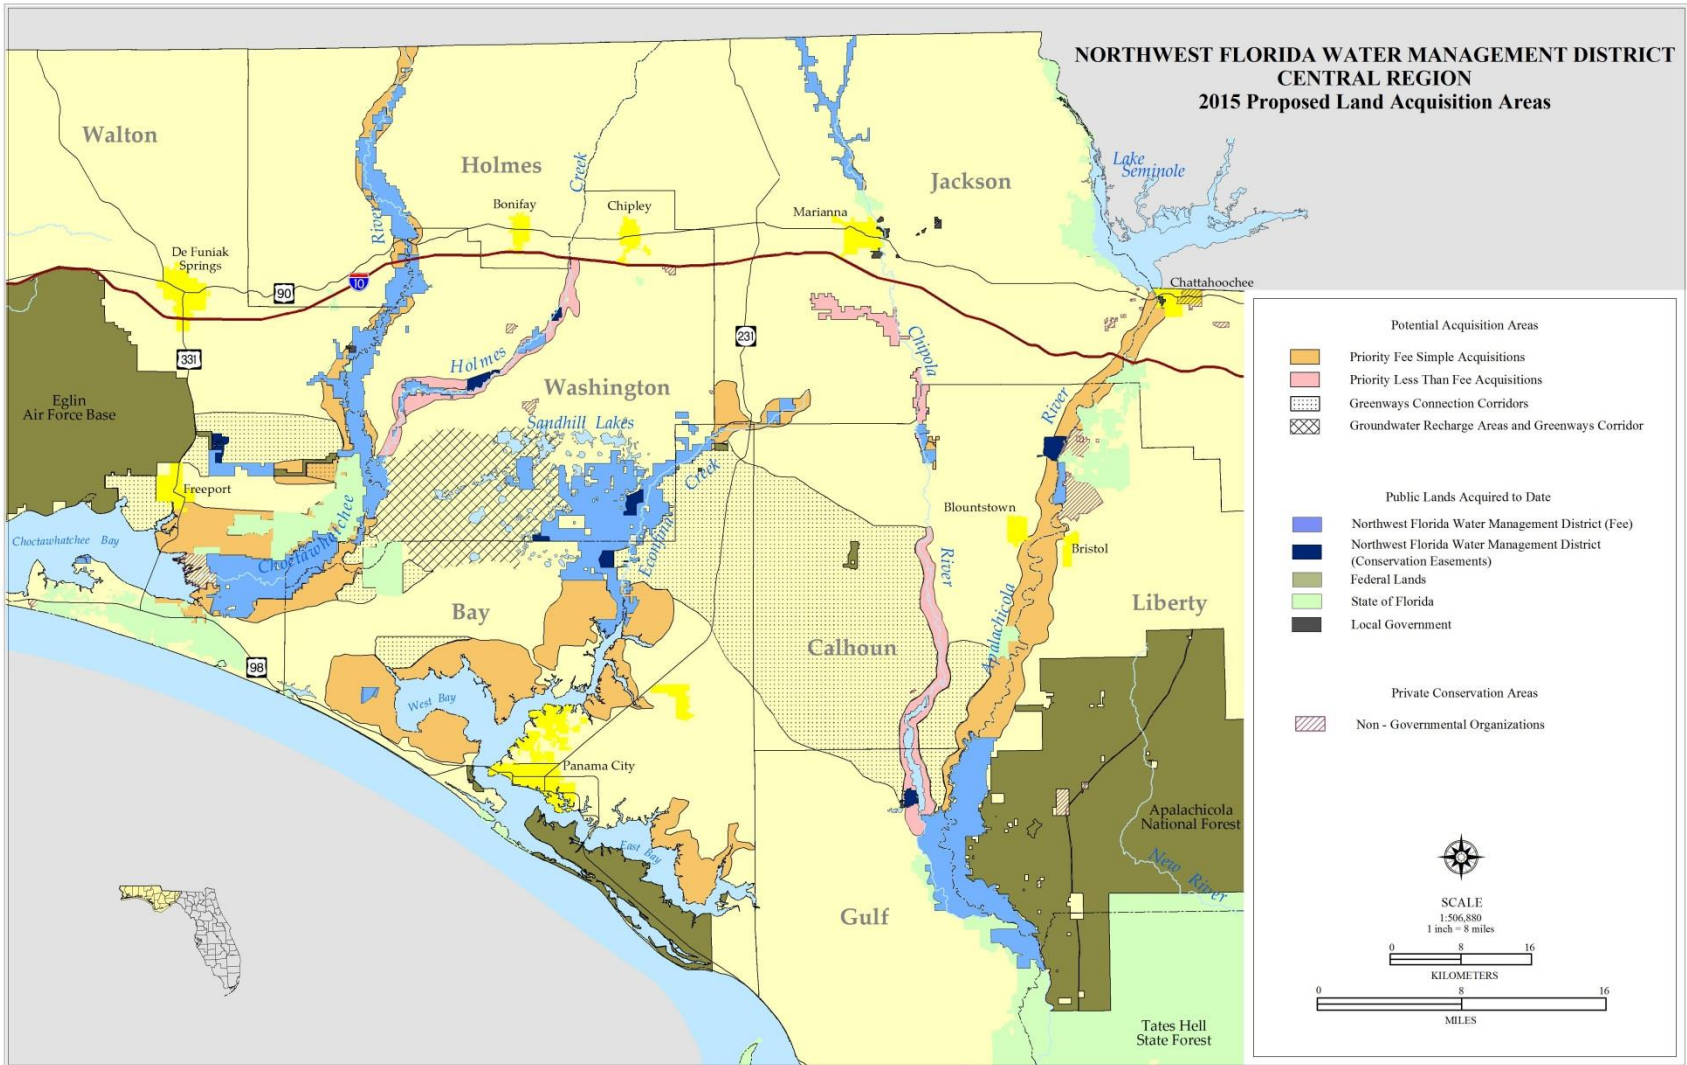 NORTHWEST FLORIDA WATER MANAGEMENT DISTRICT
CENTRAL REGION
2015 Proposed Land Acquisition Areas
Walton
Holmes
Creek
Jackson
Lake
Seminole
River
Bonifay
Chipley
Marianna
De Funiak
Springs
10
90
Chattahoochee
331
231
Chipola
Holmes
Washington
River
Eglin
Air Force Base
Sandhill Lakes
Creek
Freeport
Blountstown
Choctawhatchee Bay
Choctawhatchee
Econfina
River
Bristol
Bay
Calhoun
Apalachicola
Liberty
98
West Bay
Panama City
East Bay
Apalachicola
National Forest
New River
Gulf
Tates Hell
State Forest
Potential Acquisition Areas
Priority Fee Simple Acquisitions
Priority Less Than Fee Acquisitions
Greenways Connection Corridors
Groundwater Recharge Areas and Greenways Corridor
Public Lands Acquired to Date
Northwest Florida Water Management District (Fee)
Northwest Florida Water Management District
(Conservation Easements)
Federal Lands
State of Florida
Local Government
Private Conservation Areas
Non - Governmental Organizations
SCALE
1:506,880
1 inch = 8 miles
0 8 16
KILOMETERS
0 8 16
MILES